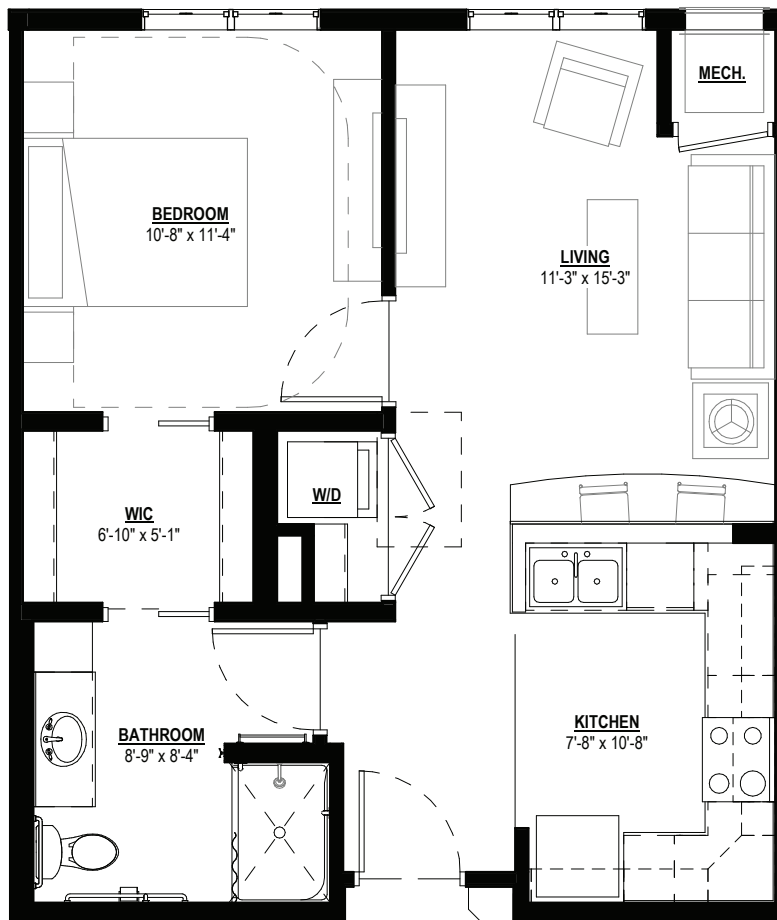 MECH.
BEDROOM
10'-8" x 11'-4"
LIVING
11'-3" x 15'-3"
W/D
WIC
6'-10" x 5'-1"
KITCHEN
7'-8" x 10'-8"
BATHROOM
8'-9" x 8'-4"